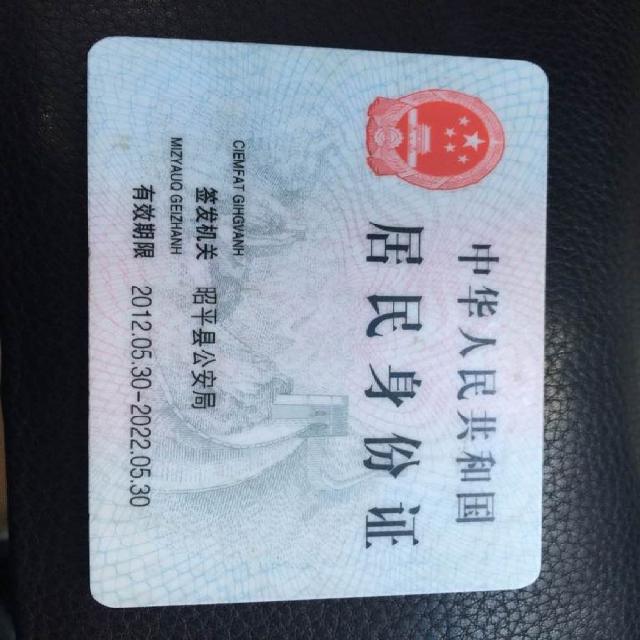 中华人民共和国
居民身份证
CIENFAT GIHGVANH
签发机关 昭平县公安局
MIZYAUQ GEIZHANH
有效期限 2012.05.30-2022.05.30